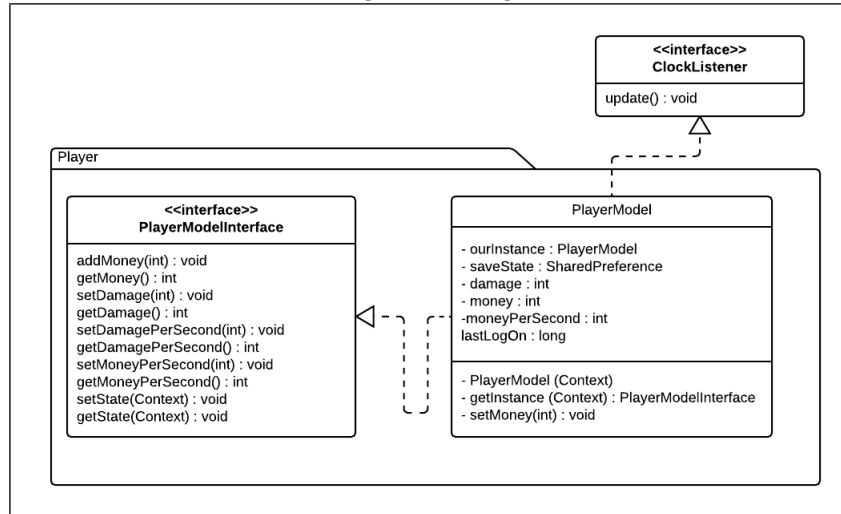 <<interface>>
ClockListener
update() : void
Player
<<interface>>
PlayerModelInterface
addMoney(int) : void
getMoney() : int
setDamage(int) : void
getDamage() : int
setDamagePerSecond(int) : void
getDamagePerSecond() : int
setMoneyPerSecond(int) : void
getMoneyPerSecond() : int
setState(Context) : void
getState(Context) : void
PlayerModel
- ourInstance : PlayerModel
- saveState : SharedPreference
- damage : int
- money : int
-moneyPerSecond : int
lastLogOn : long
- PlayerModel (Context)
- getInstance (Context) : PlayerModelInterface
- setMoney(int) : void